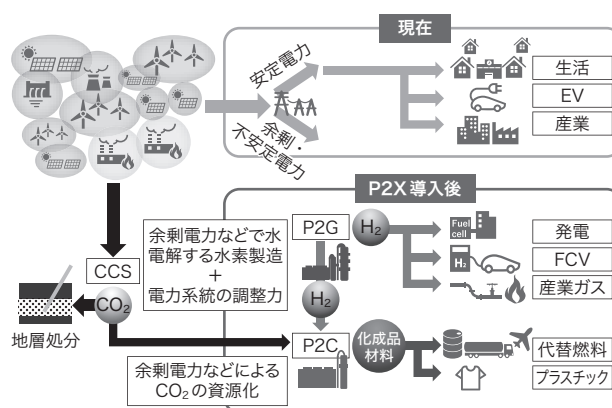 現在
安定電力
余剰・
不安定電力
生活
EV
産業
P2X導入後
余剰電力などで水
電解する水素製造
+
電力系統の調整力
P2G
H₂
Fuel
cell
発電
H₂
FCV
産業ガス
CCS
CO₂
地層処分
H₂
P2C
化成品
材料
代替燃料
プラスチック
余剰電力などによる
CO₂の資源化